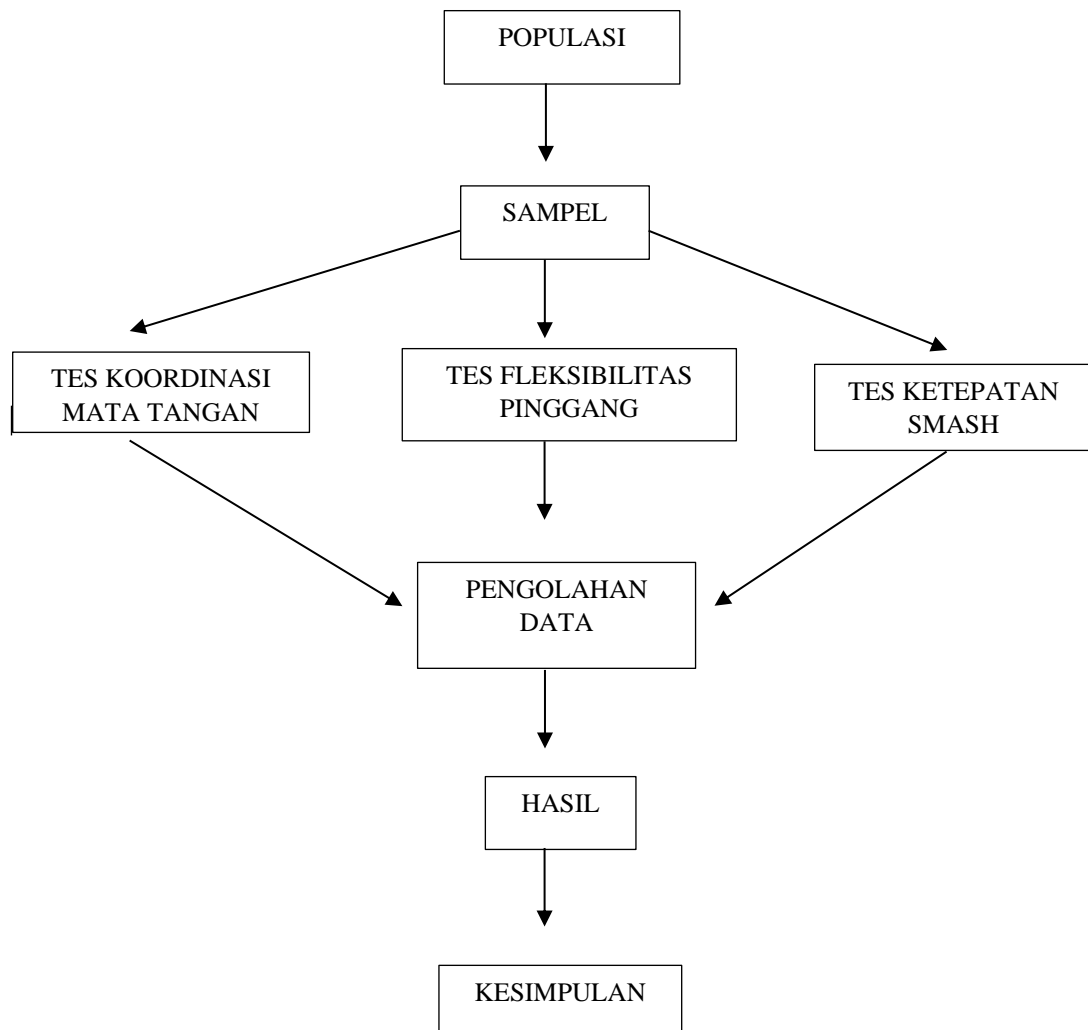 POPULASI
SAMPEL
TES KOORDINASI
MATA TANGAN
TES FLEKSIBILITAS
PINGGANG
TES KETEPATAN
SMASH
PENGOLAHAN
DATA
HASIL
KESIMPULAN